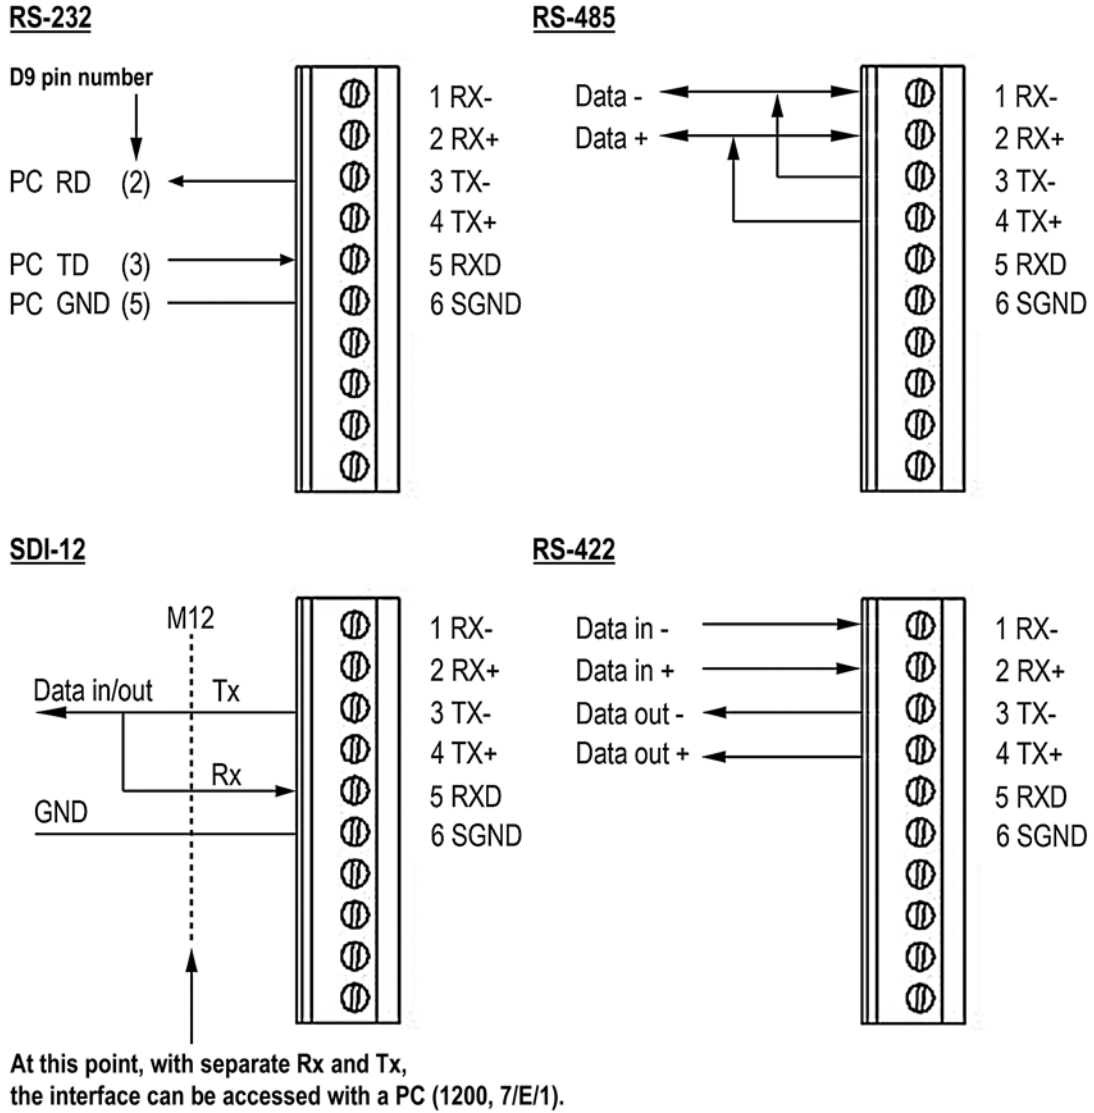 RS-232
D9 pin number
PC RD (2)
PC TD (3)
PC GND (5)
1 RX-
2 RX+
3 TX-
4 TX+
5 RXD
6 SGND
RS-485
Data -
Data +
1 RX-
2 RX+
3 TX-
4 TX+
5 RXD
6 SGND
SDI-12
M12
Data in/out
Tx
Rx
GND
1 RX-
2 RX+
3 TX-
4 TX+
5 RXD
6 SGND
At this point, with separate Rx and Tx,
the interface can be accessed with a PC (1200, 7/E/1).
RS-422
Data in -
Data in +
Data out -
Data out +
1 RX-
2 RX+
3 TX-
4 TX+
5 RXD
6 SGND